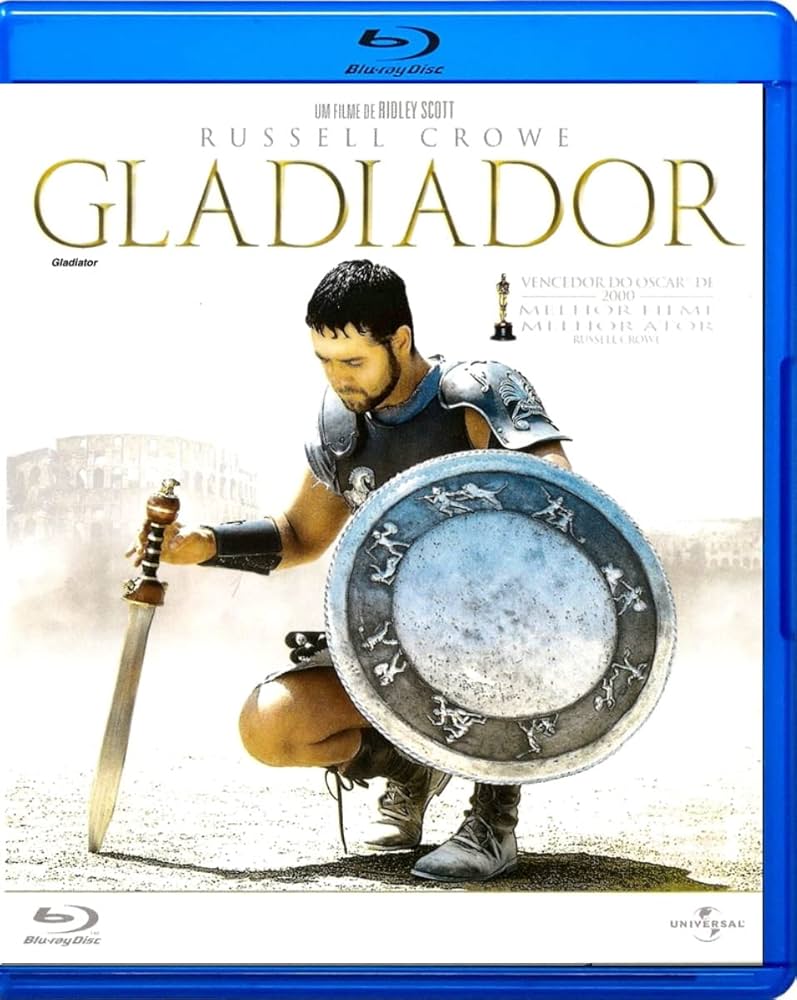 Blu-ray Disc
UM FILME DE RIDLEY SCOTT
RUSSELL CROWE
GLADIADOR
Gladiator
VENCEDOR DO OSCAR® DE
2000
MELHOR FILME
MELHOR ATOR
RUSSELL CROWE
Blu-ray Disc
UNIVERSAL